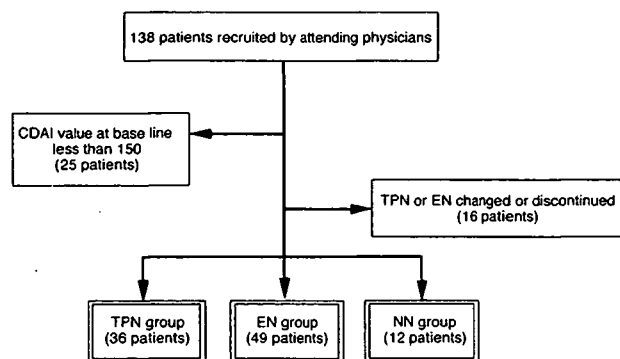 138 patients recruited by attending physicians
CDAI value at base line
less than 150
(25 patients)
TPN or EN changed or discontinued
(16 patients)
TPN group
(36 patients)
EN group
(49 patients)
NN group
(12 patients)